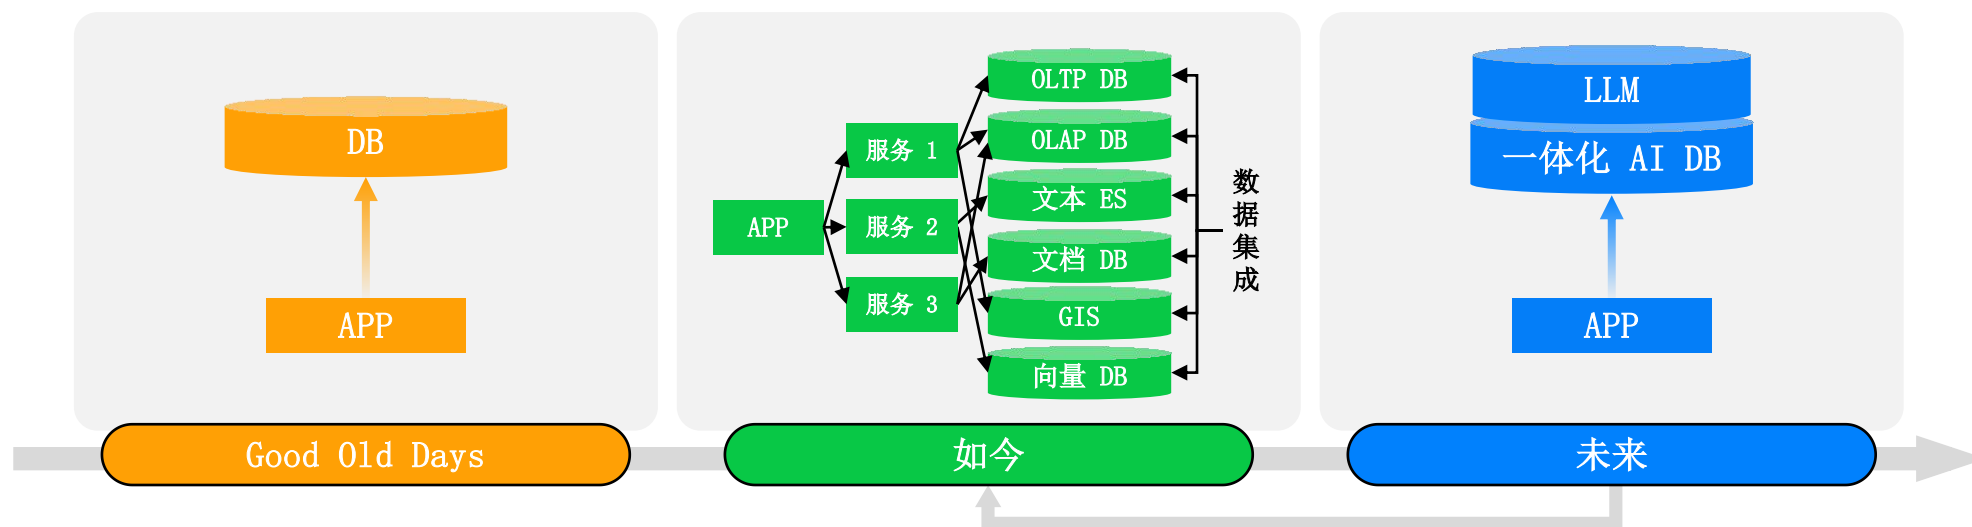 DB
APP
Good Old Days
APP
服务 1
服务 2
服务 3
OLTP DB
OLAP DB
文本 ES
文档 DB
GIS
向量 DB
数据集成
如今
LLM
一体化 AI DB
APP
未来